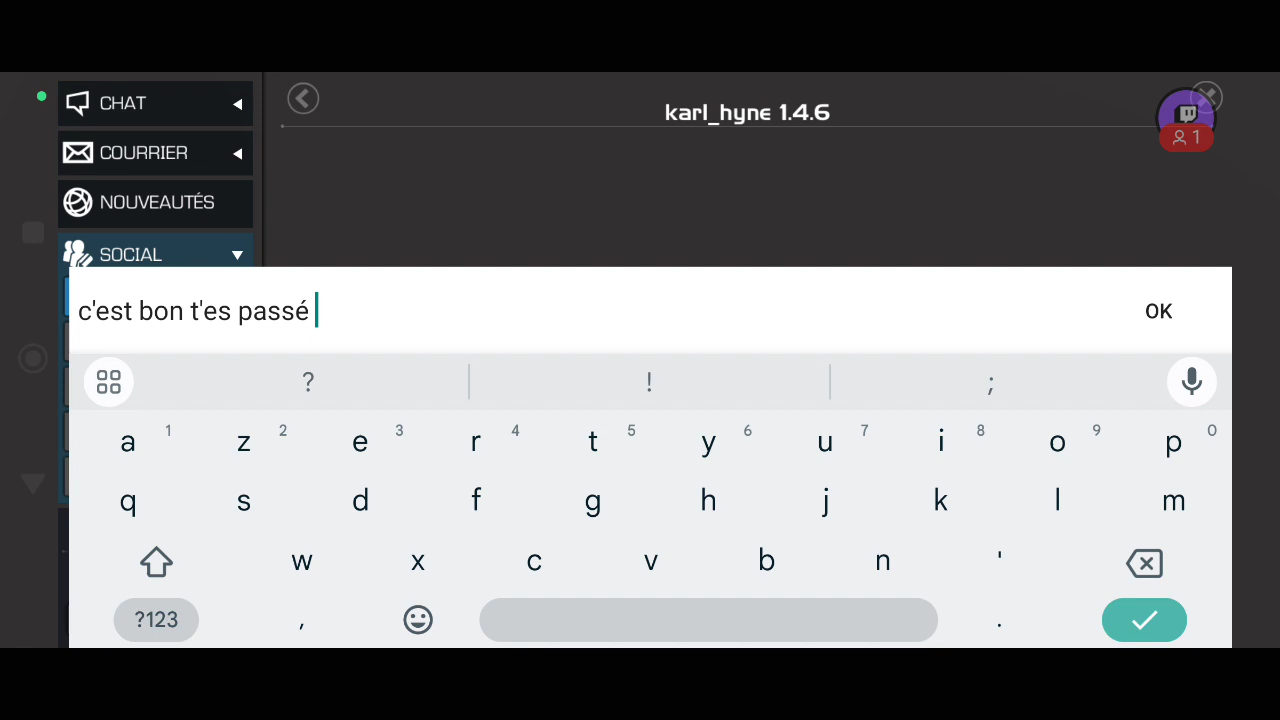 CHAT
karl_hyne 1.4.6
1
COURRIER
NOUVEAUTÉS
SOCIAL
c'est bon t'es passé
OK
? ! ;
a 1 z 2 e 3 r 4 t 5 y 6 u 7 i 8 o 9 p 0
q s d f g h j k l m
w x c v b n '
?123 , .